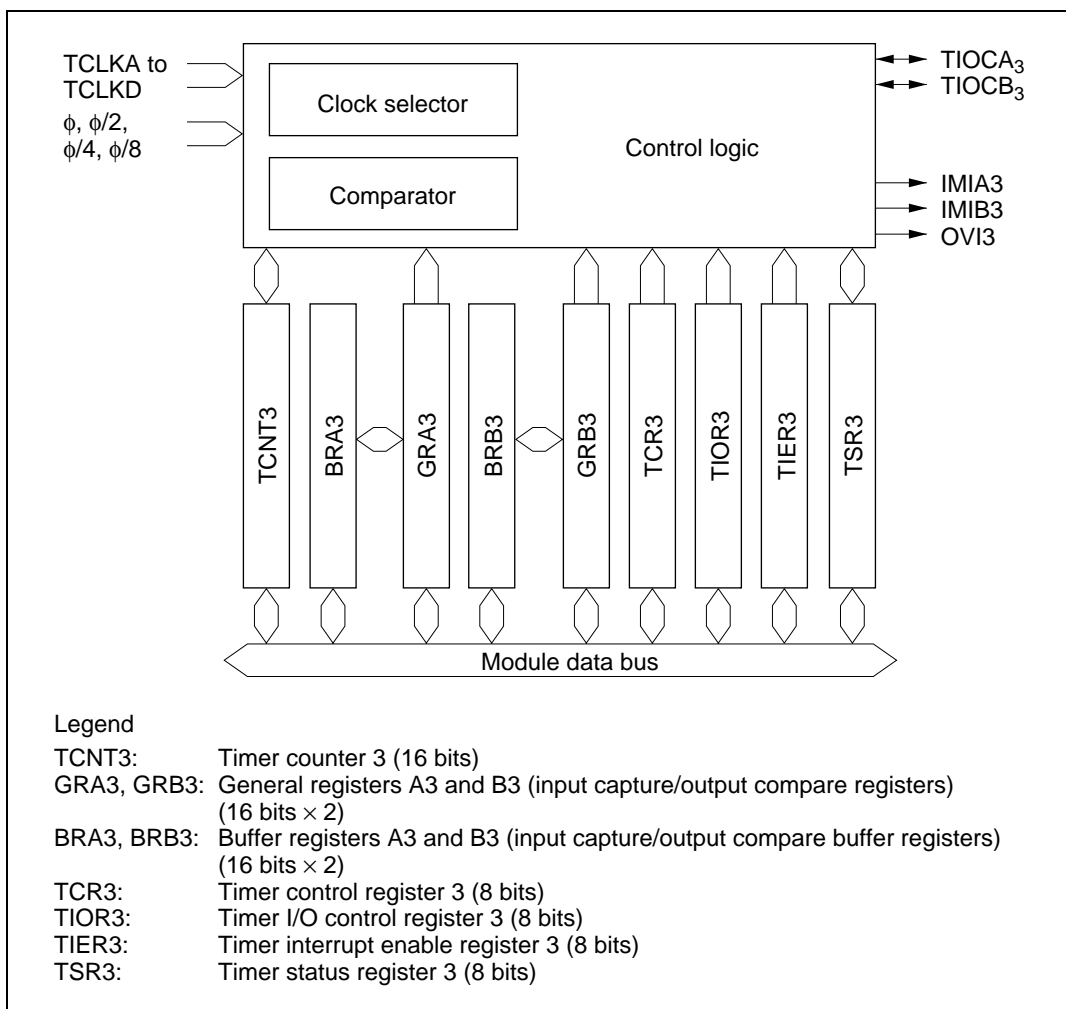 TCLKA to
TCLKD
ϕ, ϕ/2,
ϕ/4, ϕ/8
Clock selector
Comparator
Control logic
TIOCA3
TIOCB3
IMIA3
IMIB3
OVI3
TCNT3
BRA3
GRA3
BRB3
GRB3
TCR3
TIOR3
TIER3
TSR3
Module data bus
Legend
TCNT3: Timer counter 3 (16 bits)
GRA3, GRB3: General registers A3 and B3 (input capture/output compare registers)
(16 bits × 2)
BRA3, BRB3: Buffer registers A3 and B3 (input capture/output compare buffer registers)
(16 bits × 2)
TCR3: Timer control register 3 (8 bits)
TIOR3: Timer I/O control register 3 (8 bits)
TIER3: Timer interrupt enable register 3 (8 bits)
TSR3: Timer status register 3 (8 bits)